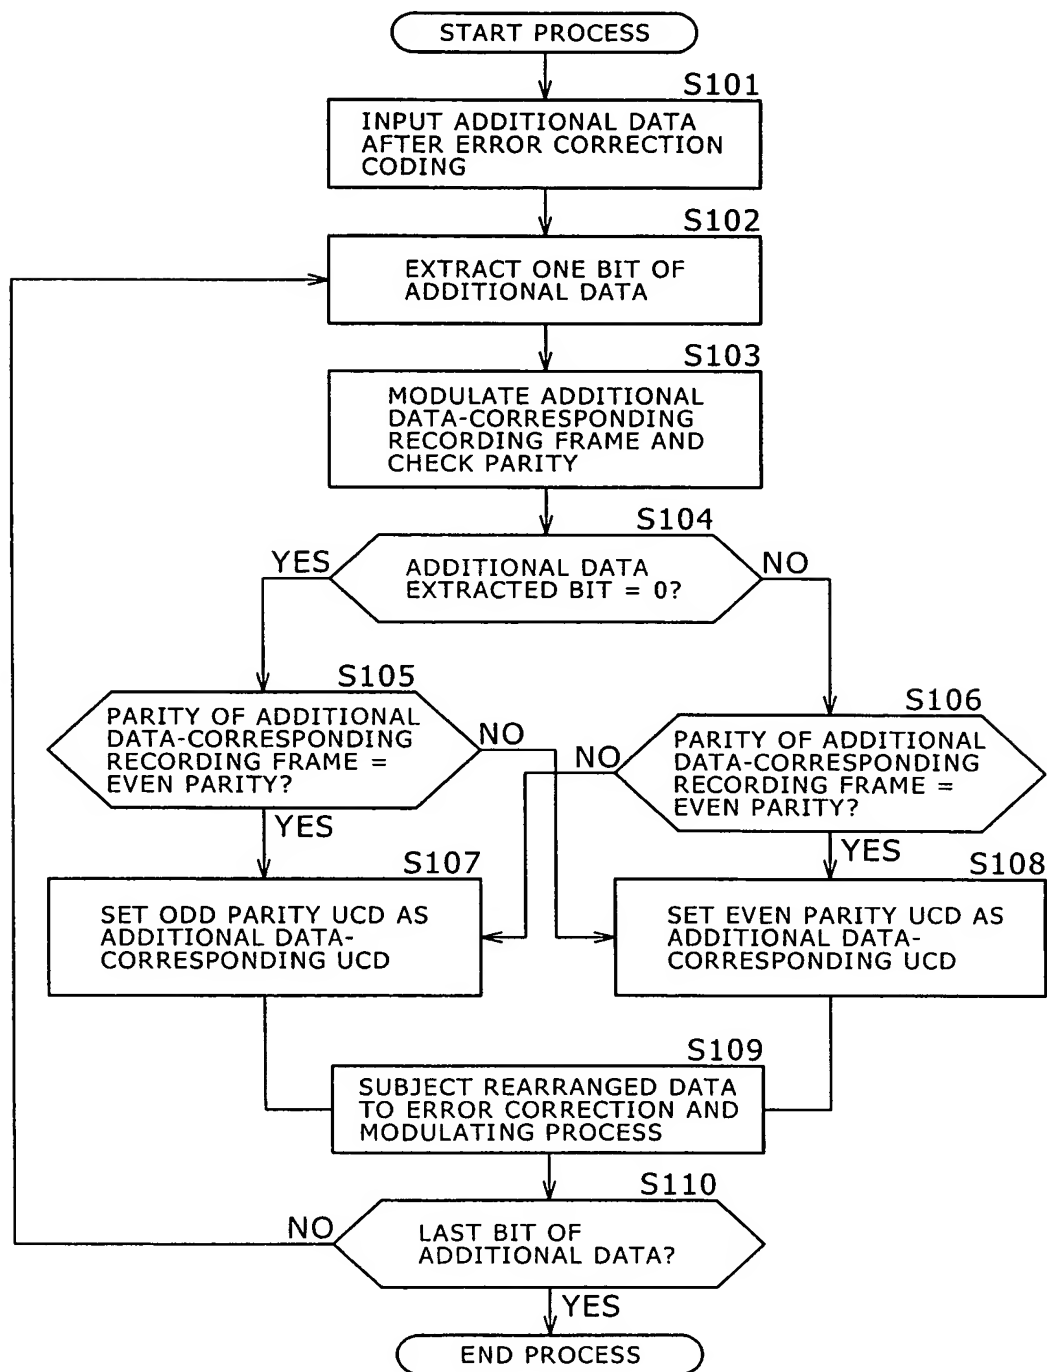 START PROCESS
S101
INPUT ADDITIONAL DATA
AFTER ERROR CORRECTION
CODING
S102
EXTRACT ONE BIT OF
ADDITIONAL DATA
S103
MODULATE ADDITIONAL
DATA-CORRESPONDING
RECORDING FRAME AND
CHECK PARITY
S104
YES
ADDITIONAL DATA
EXTRACTED BIT = 0?
NO
S105
PARITY OF ADDITIONAL
DATA-CORRESPONDING
RECORDING FRAME =
EVEN PARITY?
NO
YES
S106
NO
PARITY OF ADDITIONAL
DATA-CORRESPONDING
RECORDING FRAME =
EVEN PARITY?
YES
S107
SET ODD PARITY UCD AS
ADDITIONAL DATA-
CORRESPONDING UCD
S108
SET EVEN PARITY UCD AS
ADDITIONAL DATA-
CORRESPONDING UCD
S109
SUBJECT REARRANGED DATA
TO ERROR CORRECTION AND
MODULATING PROCESS
S110
NO
LAST BIT OF
ADDITIONAL DATA?
YES
END PROCESS